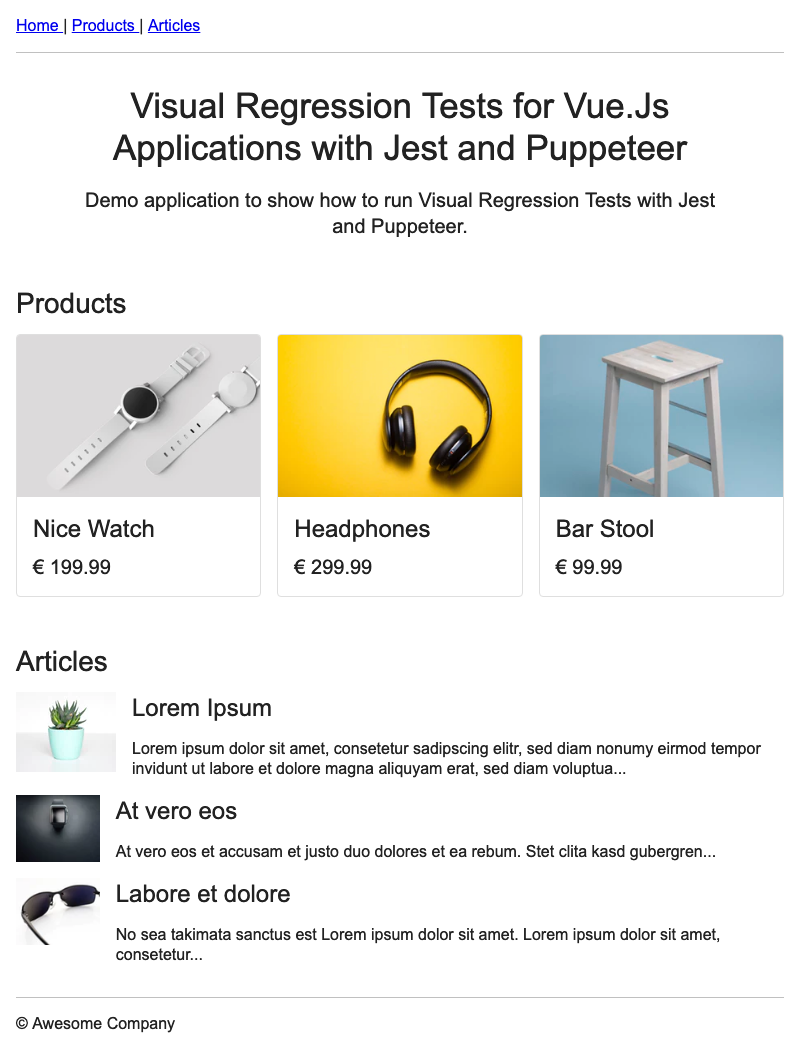 Home | Products | Articles
Visual Regression Tests for Vue.Js
Applications with Jest and Puppeteer
Demo application to show how to run Visual Regression Tests with Jest
and Puppeteer.
Products
Nice Watch
€ 199.99
Headphones
€ 299.99
Bar Stool
€ 99.99
Articles
Lorem Ipsum
Lorem ipsum dolor sit amet, consetetur sadipscing elitr, sed diam nonumy eirmod tempor
invidunt ut labore et dolore magna aliquyam erat, sed diam voluptua...
At vero eos
At vero eos et accusam et justo duo dolores et ea rebum. Stet clita kasd gubergren...
Labore et dolore
No sea takimata sanctus est Lorem ipsum dolor sit amet. Lorem ipsum dolor sit amet,
consetetur...
© Awesome Company